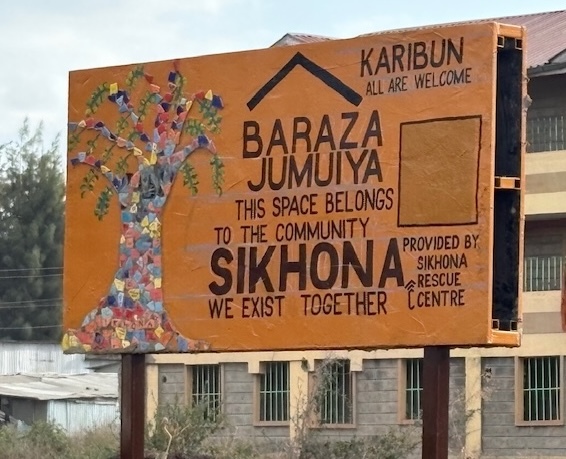 KARIBUN
ALL ARE WELCOME
BARAZA
JUMUIYA
THIS SPACE BELONGS
TO THE COMMUNITY
SIKHONA
WE EXIST TOGETHER
PROVIDED BY
SIKHONA
RESCUE
CENTRE